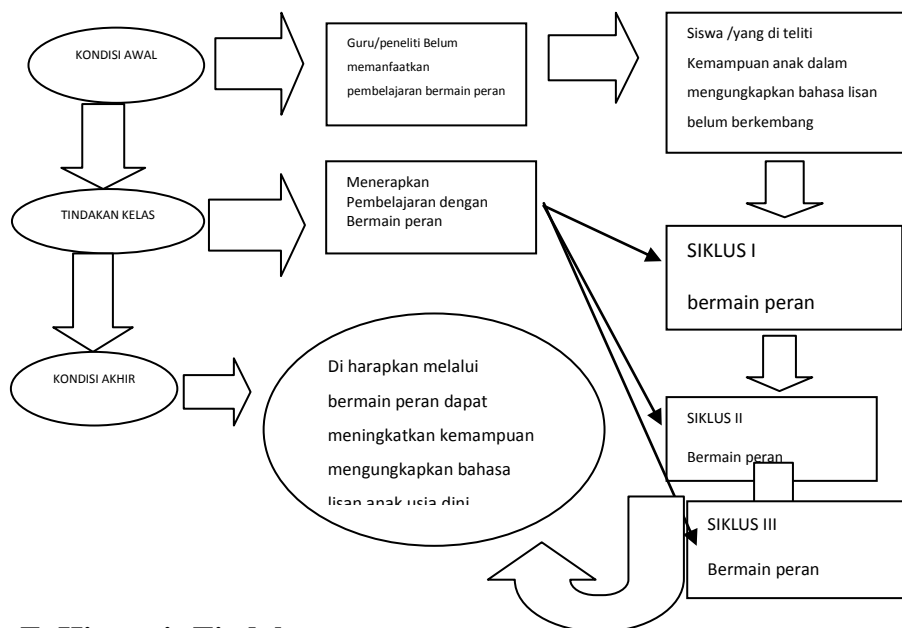 KONDISI AWAL
Guru/peneliti Belum
memanfaatkan
pembelajaran bermain peran
Siswa /yang di teliti
Kemampuan anak dalam
mengungkapkan bahasa lisan
belum berkembang
TINDAKAN KELAS
Menerapkan
Pembelajaran dengan
Bermain peran
SIKLUS I
bermain peran
KONDISI AKHIR
Di harapkan melalui
bermain peran dapat
meningkatkan kemampuan
mengungkapkan bahasa
lisan anak usia dini
SIKLUS II
Bermain peran
SIKLUS III
Bermain peran